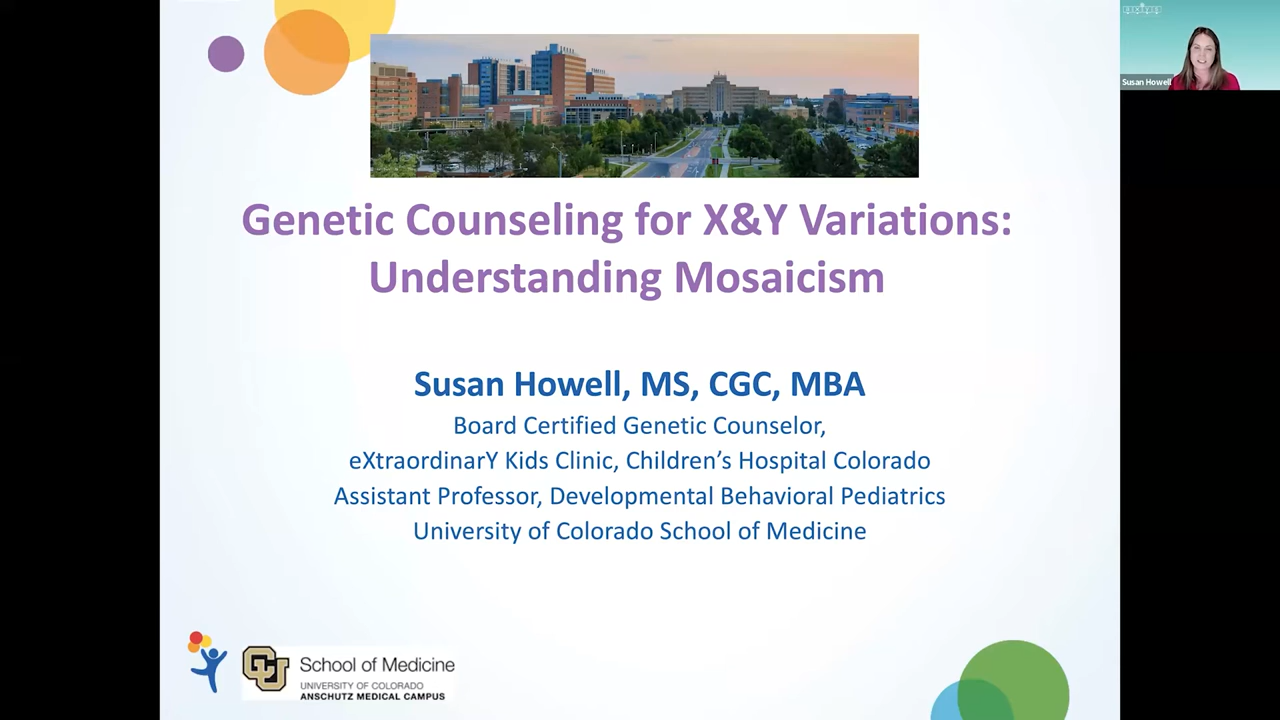 Genetic Counseling for X&Y Variations:
Understanding Mosaicism
Susan Howell, MS, CGC, MBA
Board Certified Genetic Counselor,
eXtraordinarY Kids Clinic, Children’s Hospital Colorado
Assistant Professor, Developmental Behavioral Pediatrics
University of Colorado School of Medicine
CU
School of Medicine
UNIVERSITY OF COLORADO
ANSCHUTZ MEDICAL CAMPUS
Susan Howell